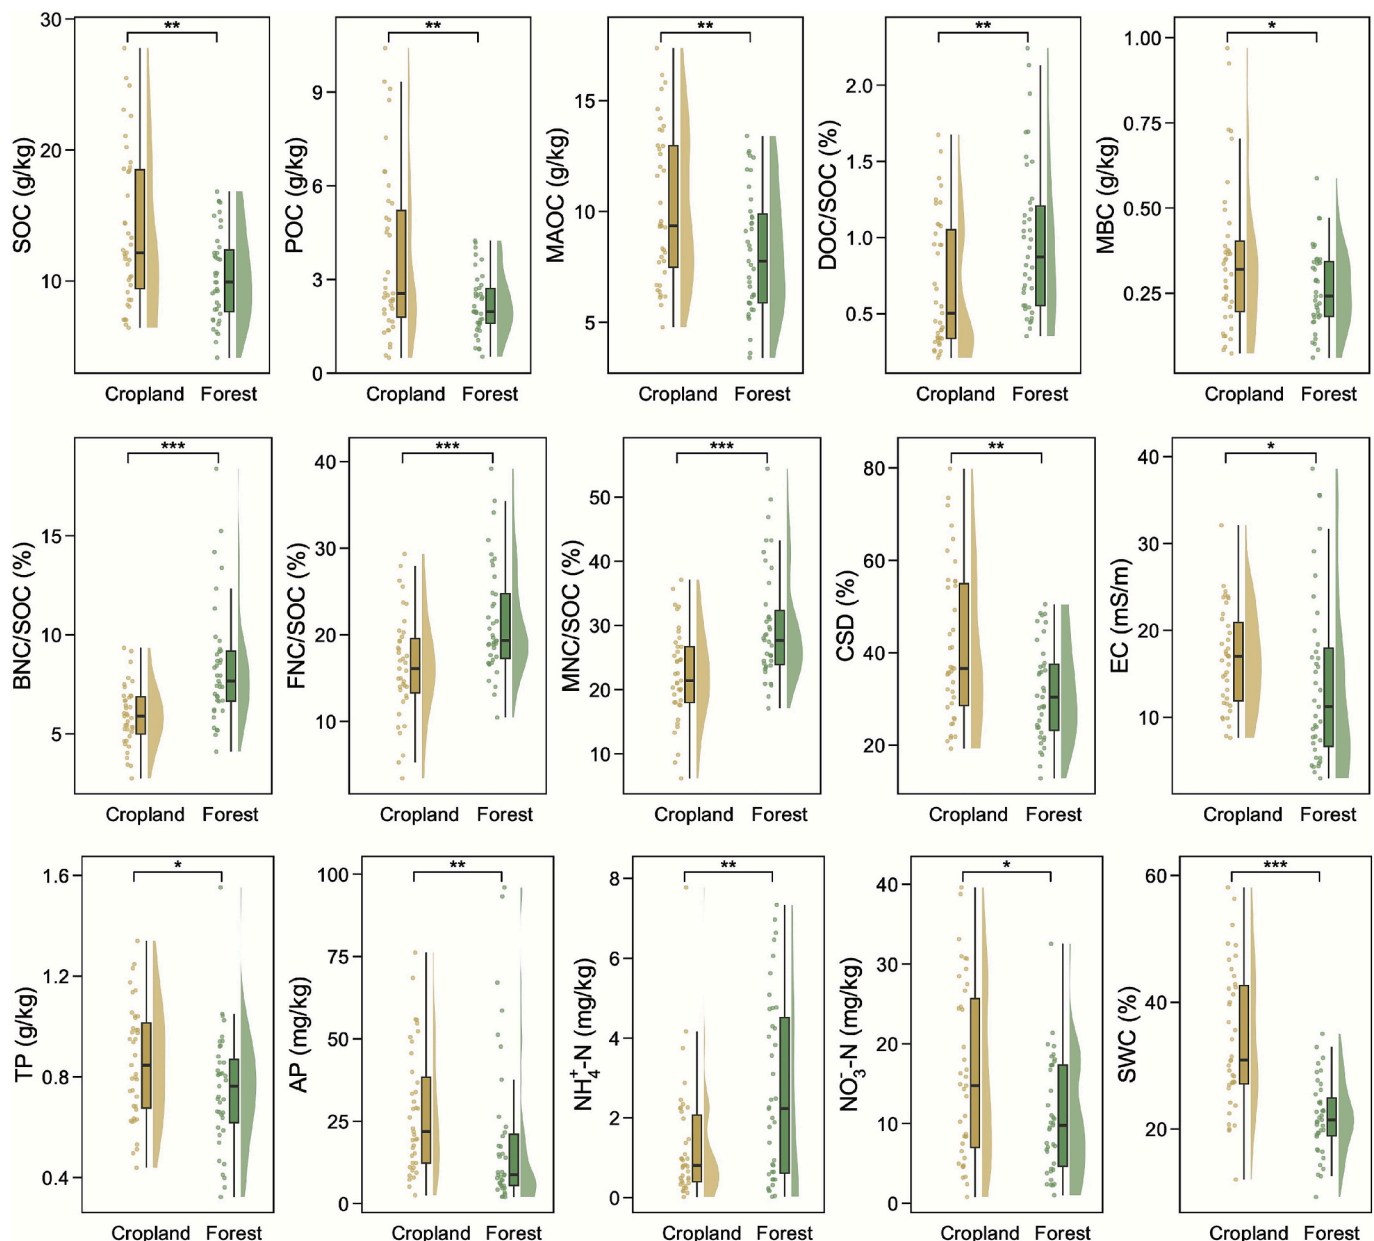 SOC (g/kg)
30
20
10
**
Cropland Forest
POC (g/kg)
9
6
3
0
**
Cropland Forest
MAOC (g/kg)
15
10
5
**
Cropland Forest
DOC/SOC (%)
2.0
1.5
1.0
0.5
**
Cropland Forest
MBC (g/kg)
1.00
0.75
0.50
0.25
*
Cropland Forest
BNC/SOC (%)
15
10
5
***
Cropland Forest
FNC/SOC (%)
40
30
20
10
***
Cropland Forest
MNC/SOC (%)
50
40
30
20
10
***
Cropland Forest
CSD (%)
80
60
40
20
**
Cropland Forest
EC (mS/m)
40
30
20
10
*
Cropland Forest
TP (g/kg)
1.6
1.2
0.8
0.4
*
Cropland Forest
AP (mg/kg)
100
75
50
25
0
**
Cropland Forest
NH₄⁺-N (mg/kg)
8
6
4
2
0
**
Cropland Forest
NO₃⁻-N (mg/kg)
40
30
20
10
0
*
Cropland Forest
SWC (%)
60
40
20
***
Cropland Forest